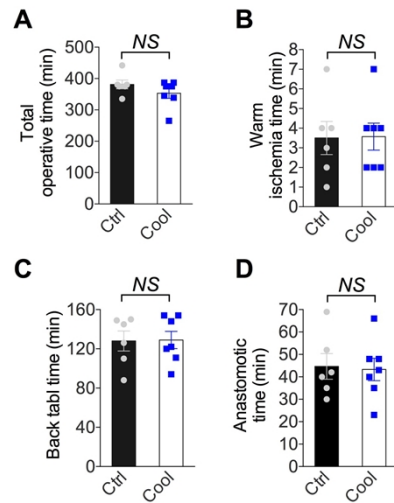 A
NS
Total
operative time (min)
500
400
300
200
100
0
Ctrl
Cool
B
NS
Warm
ischemia time (min)
8
7
6
5
4
3
2
1
0
Ctrl
Cool
C
NS
Back tabl time (min)
160
120
80
40
0
Ctrl
Cool
D
NS
Anastomotic
time (min)
70
60
50
40
30
20
10
0
Ctrl
Cool